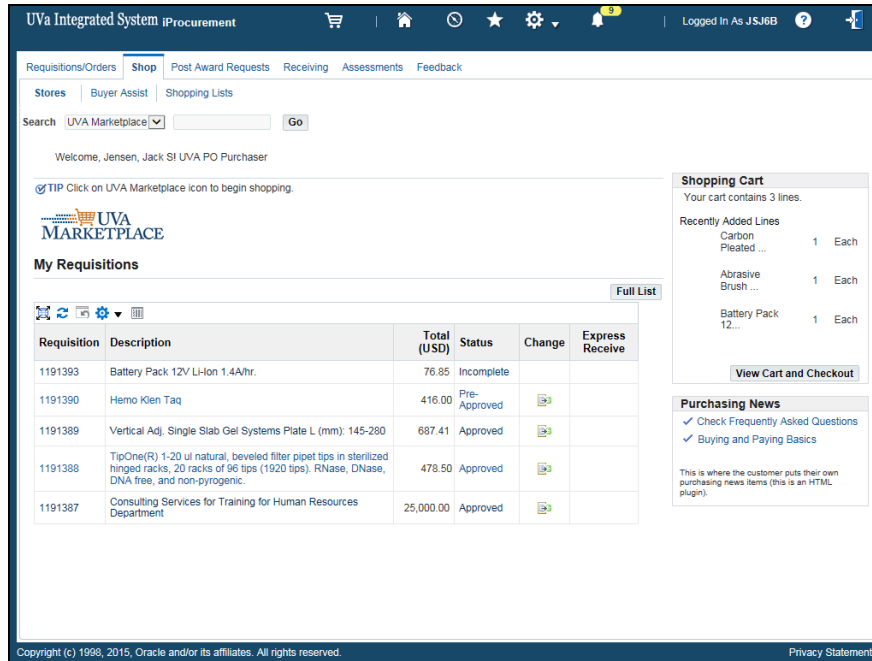 UVa Integrated System iProcurement
9
Logged In As JSJ6B
?
Requisitions/Orders Shop Post Award Requests Receiving Assessments Feedback
Stores Buyer Assist Shopping Lists
Search UVA Marketplace Go
Welcome, Jensen, Jack S! UVA PO Purchaser
TIP Click on UVA Marketplace icon to begin shopping.
UVA
MARKETPLACE
My Requisitions
Full List
Requisition Description Total (USD) Status Change Express Receive
1191393 Battery Pack 12V Li-Ion 1.4A/hr. 76.85 Incomplete
1191390 Hemo Klen Taq 416.00 Pre-Approved
1191389 Vertical Adj. Single Slab Gel Systems Plate L (mm): 145-280 687.41 Approved
TipOne(R) 1-20 ul natural, beveled filter pipet tips in sterilized
1191388 hinged racks, 20 racks of 96 tips (1920 tips). RNase, DNase, 478.50 Approved
DNA free, and non-pyrogenic.
1191387 Consulting Services for Training for Human Resources 25,000.00 Approved
Department
Shopping Cart
Your cart contains 3 lines.
Recently Added Lines
Carbon
Pleated ... 1 Each
Abrasive
Brush ... 1 Each
Battery Pack
12... 1 Each
View Cart and Checkout
Purchasing News
Check Frequently Asked Questions
Buying and Paying Basics
This is where the customer puts their own
purchasing news items (this is an HTML
plugin).
Copyright (c) 1998, 2015, Oracle and/or its affiliates. All rights reserved. Privacy Statement